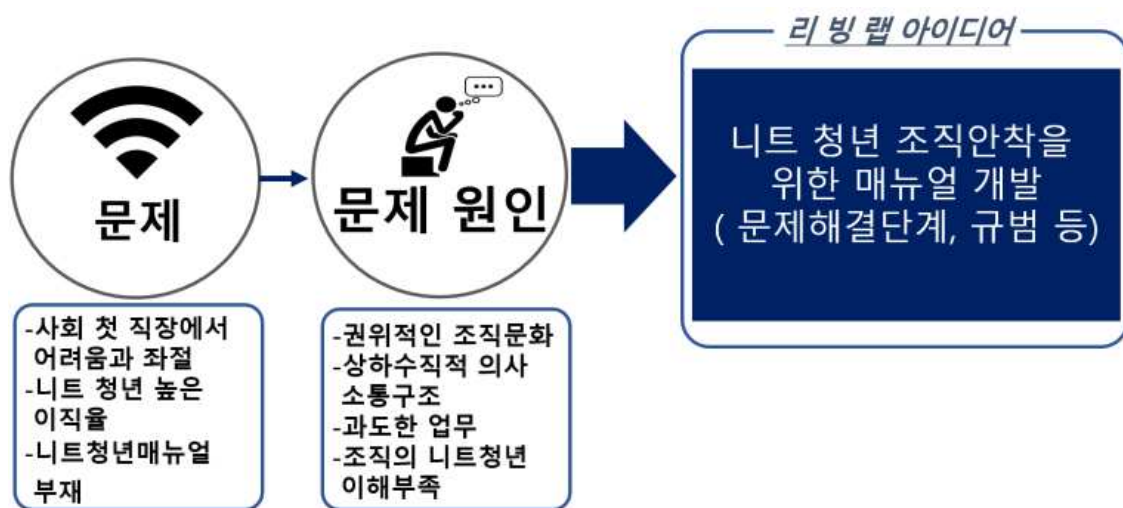 리 빙 랩 아이디어
문제
문제 원인
니트 청년 조직안착을
위한 매뉴얼 개발
( 문제해결단계, 규범 등)
-사회 첫 직장에서
어려움과 좌절
-니트 청년 높은
이직율
-니트청년매뉴얼
부재
-권위적인 조직문화
-상하수직적 의사
소통구조
-과도한 업무
-조직의 니트청년
이해부족